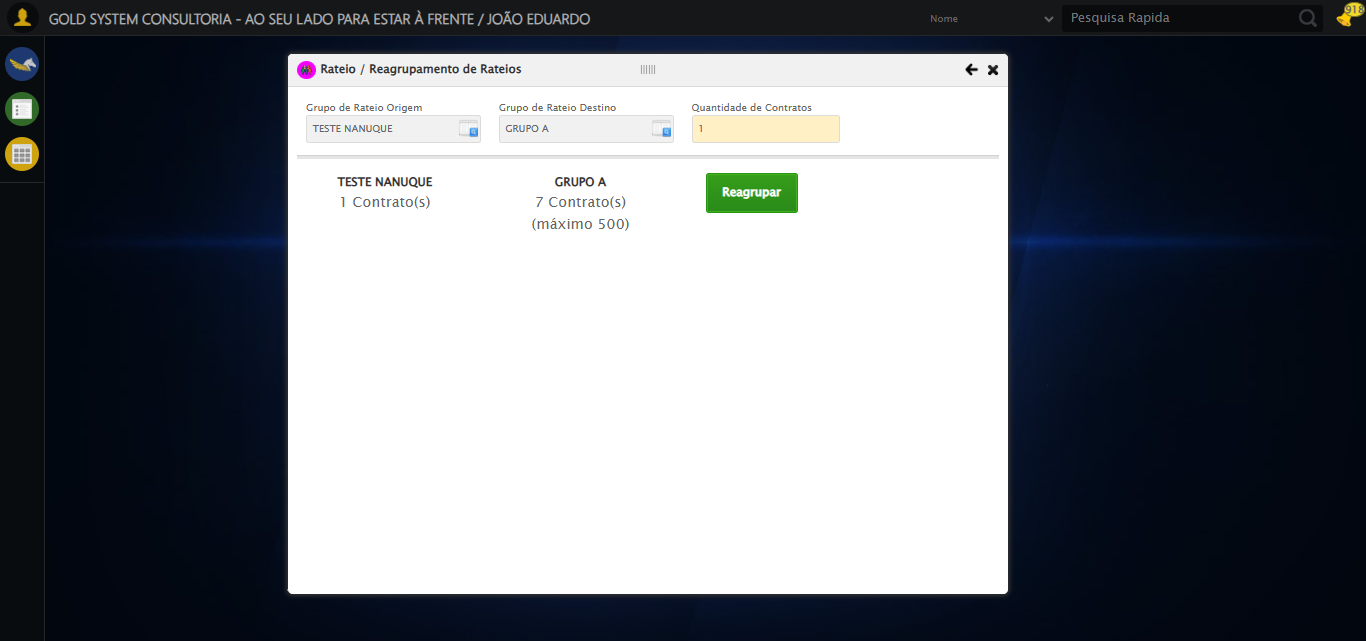 GOLD SYSTEM CONSULTORIA - AO SEU LADO PARA ESTAR À FRENTE / JOÃO EDUARDO
Nome
Pesquisa Rapida
918
Rateio / Reagrupamento de Rateios
Grupo de Rateio Origem
Grupo de Rateio Destino
Quantidade de Contratos
TESTE NANUQUE
GRUPO A
1
TESTE NANUQUE
1 Contrato(s)
GRUPO A
7 Contrato(s)
(máximo 500)
Reagrupar